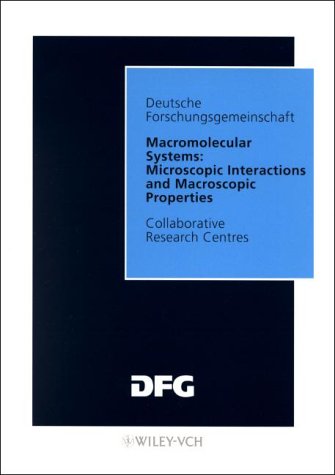 Deutsche
Forschungsgemeinschaft
Macromolecular
Systems:
Microscopic Interactions
and Macroscopic
Properties
Collaborative
Research Centres
DFG
WILEY-VCH